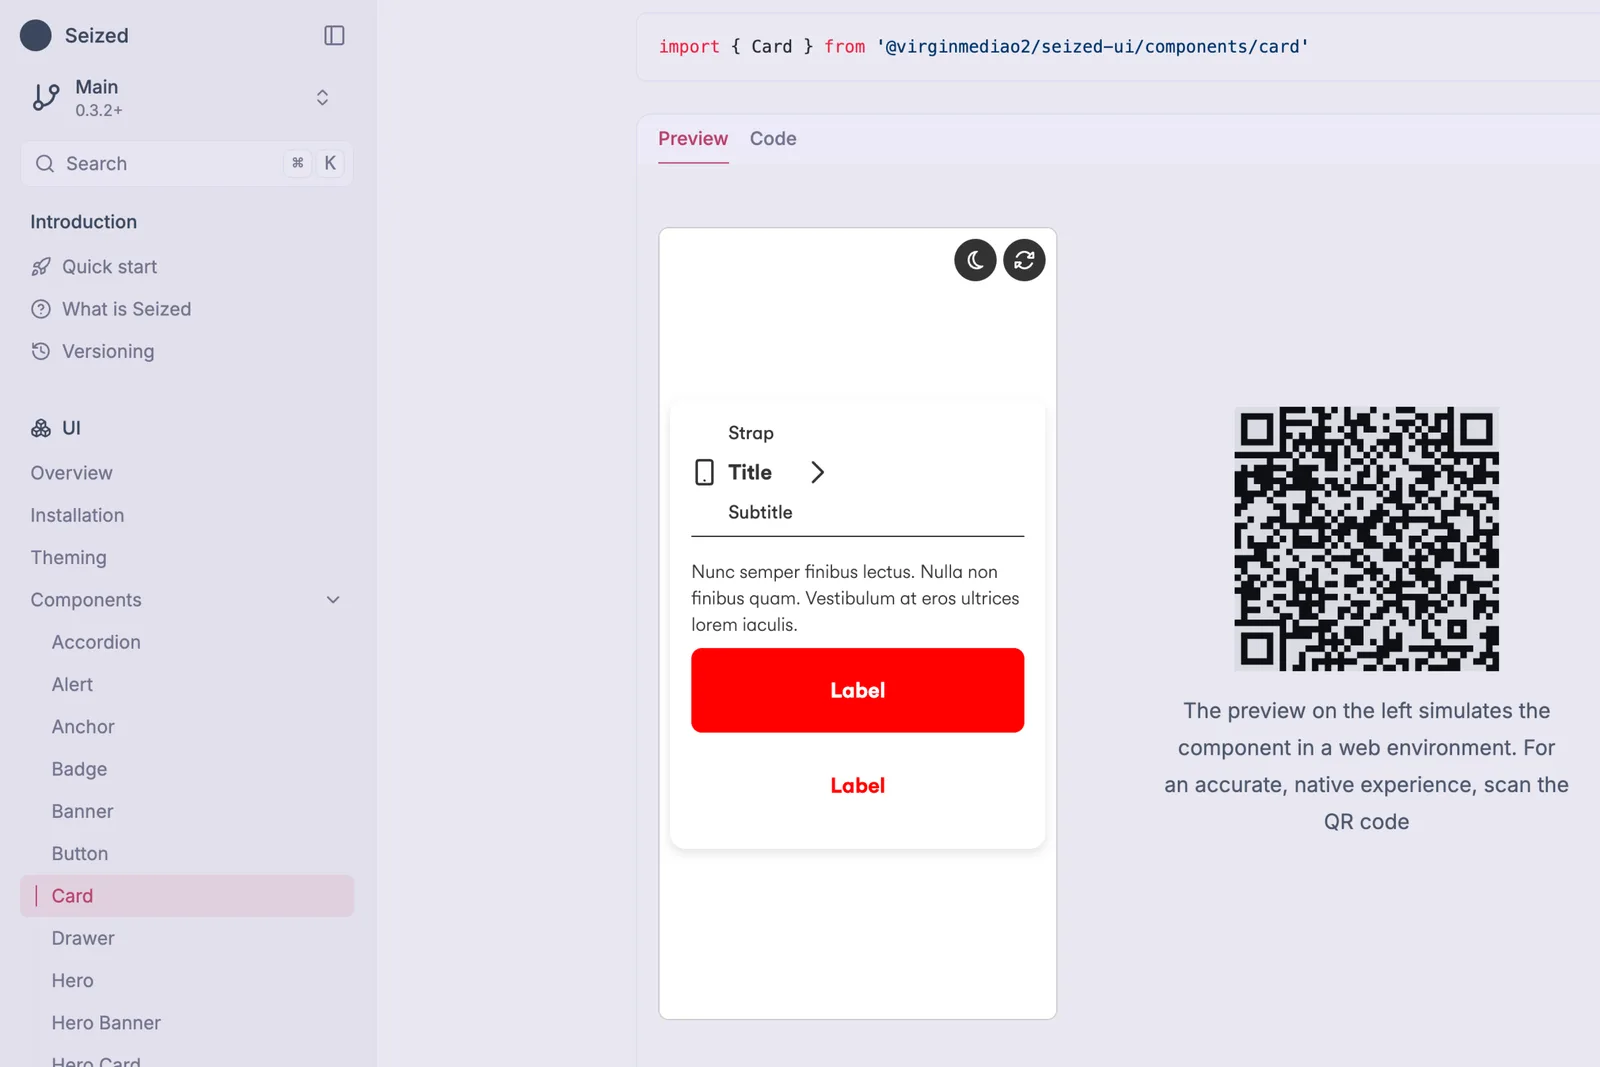 Seized
Main
0.3.2+
Search
⌘ K
Introduction
Quick start
What is Seized
Versioning
UI
Overview
Installation
Theming
Components
Accordion
Alert
Anchor
Badge
Banner
Button
Card
Drawer
Hero
Hero Banner
Hero Card
import { Card } from '@virginmediao2/seized-ui/components/card'
Preview Code
Strap
Title
Subtitle
Nunc semper finibus lectus. Nulla non
finibus quam. Vestibulum at eros ultrices
lorem iaculis.
Label
Label
The preview on the left simulates the
component in a web environment. For
an accurate, native experience, scan the
QR code